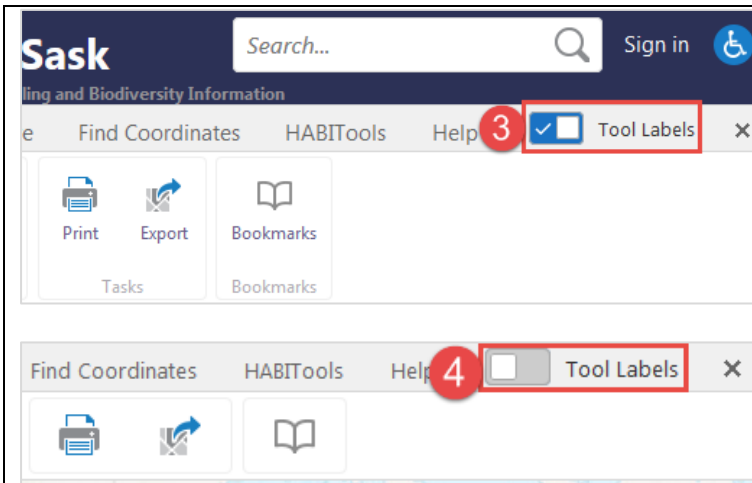 Sask Search... Sign in
ling and Biodiversity Information
e Find Coordinates HABITools Help 3 Tool Labels ×
Print Export Bookmarks
Tasks Bookmarks
Find Coordinates HABITools Help 4 Tool Labels ×